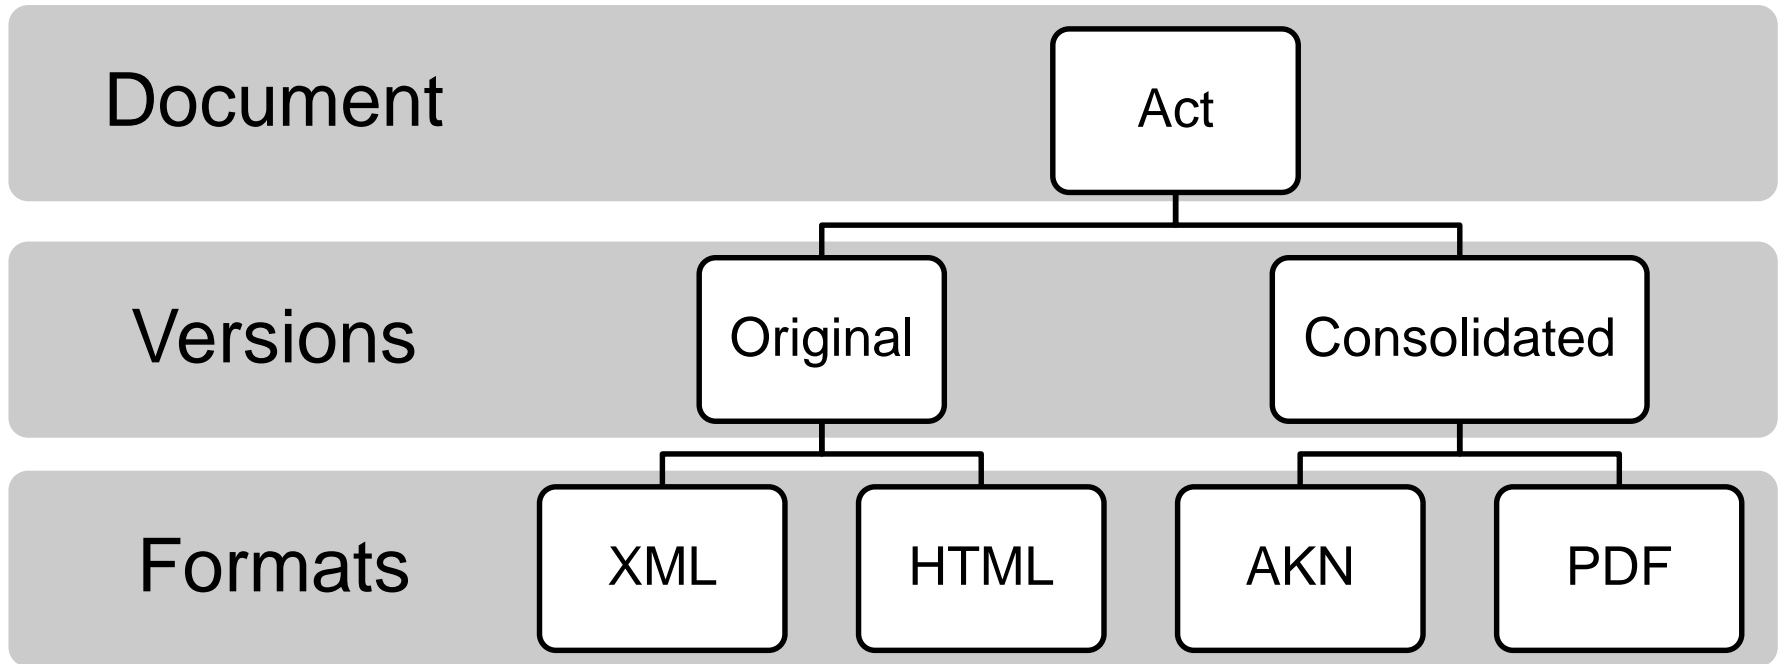 Document
Act
Versions
Original
Consolidated
Formats
XML
HTML
AKN
PDF